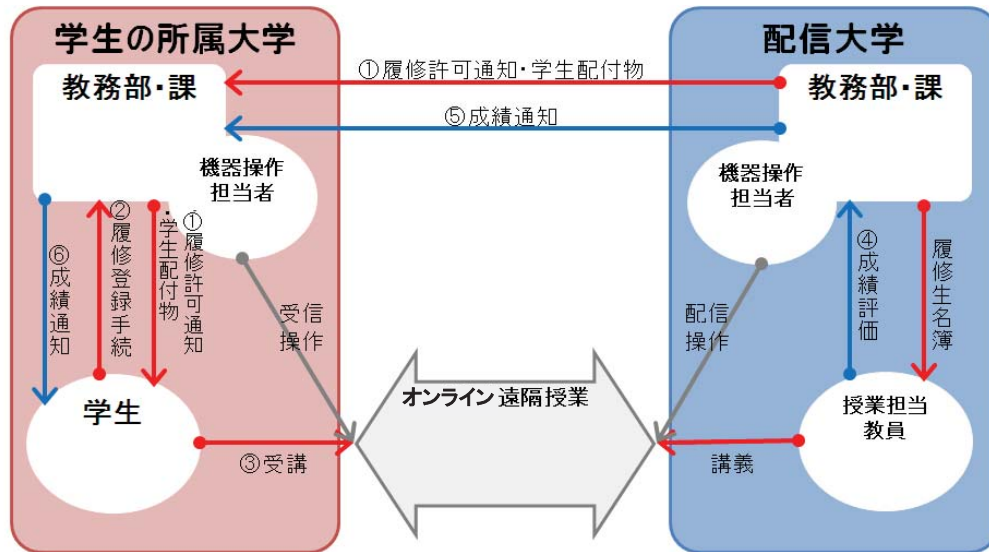 学生の所属大学
配信大学
教務部・課
①履修許可通知・学生配付物
教務部・課
⑤成績通知
機器操作
担当者
機器操作
担当者
⑥成績通知
②履修登録手続
①履修許可通知
・学生配付物
④成績評価
履修生名簿
受信
操作
配信
操作
オンライン遠隔授業
学生
授業担当
教員
③受講
講義